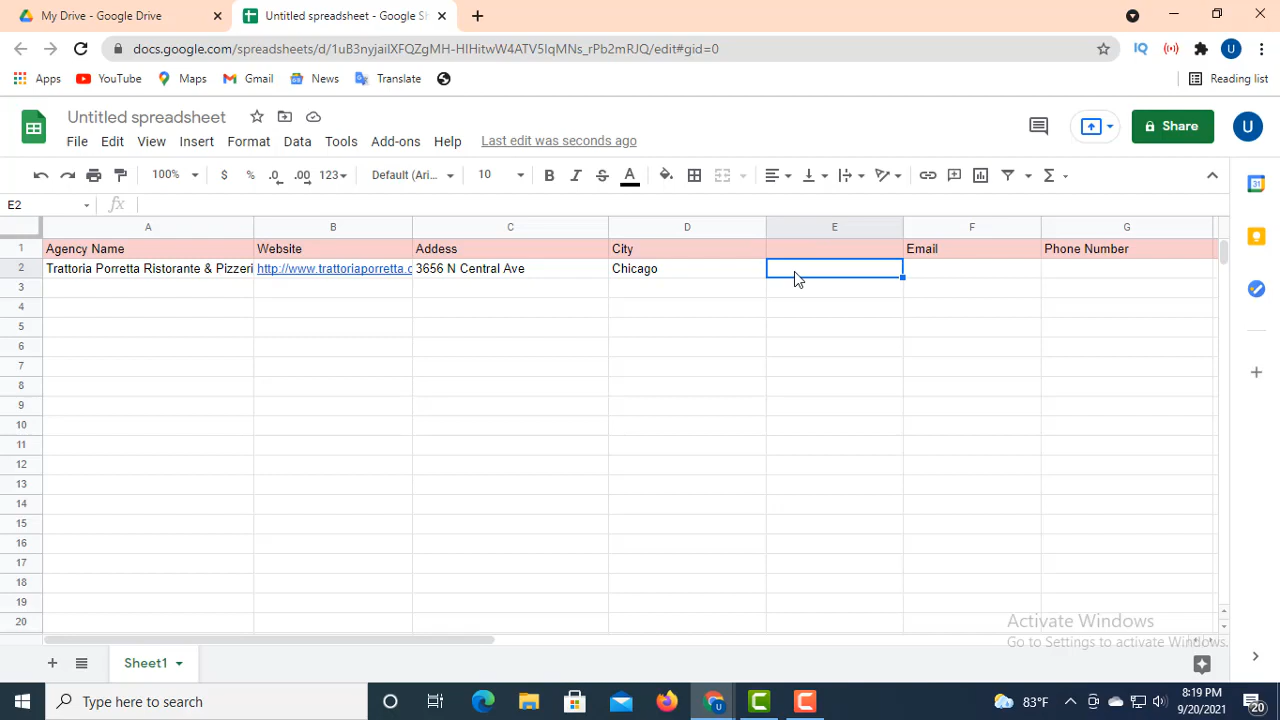 My Drive - Google Drive
Untitled spreadsheet - Google Sh
docs.google.com/spreadsheets/d/
Apps YouTube Maps Gmail News Translate Reading list
Untitled spreadsheet
File Edit View Insert Format Data Tools Add-ons Help Last edit was seconds ago
Share U
100% $ % .0 .00 123 Default (Ari... 10 B I S A
E2 fx
A B C D E F G
1 Agency Name Website Addess City Email Phone Number
2 Trattoria Porretta Ristorante & Pizzeri http://www.trattoriaporretta.c 3656 N Central Ave Chicago
3
4
5
6
7
8
9
10
11
12
13
14
15
16
17
18
19
20
Activate Windows
Go to Settings to activate Windows.
Sheet1
Type here to search
83°F
8:19 PM
9/20/2021
20